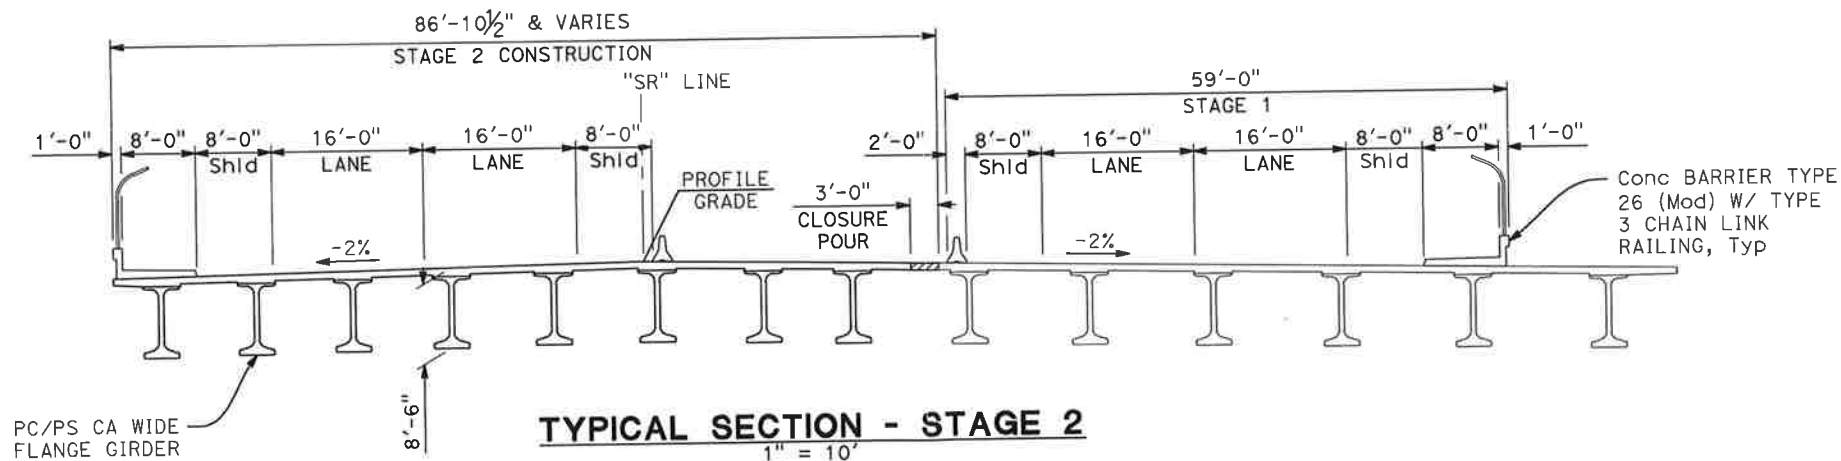 86'-10½" & VARIES
STAGE 2 CONSTRUCTION
"SR" LINE
59'-0"
STAGE 1
1'-0"
8'-0"
8'-0"
Shld
16'-0"
LANE
16'-0"
LANE
8'-0"
Shld
2'-0"
8'-0"
Shld
16'-0"
LANE
16'-0"
LANE
8'-0"
Shld
8'-0"
1'-0"
PROFILE
GRADE
3'-0"
CLOSURE
POUR
Conc BARRIER TYPE
26 (Mod) W/ TYPE
3 CHAIN LINK
RAILING, Typ
-2%
-2%
8'-6"
PC/PS CA WIDE
FLANGE GIRDER
TYPICAL SECTION - STAGE 2
1" = 10'